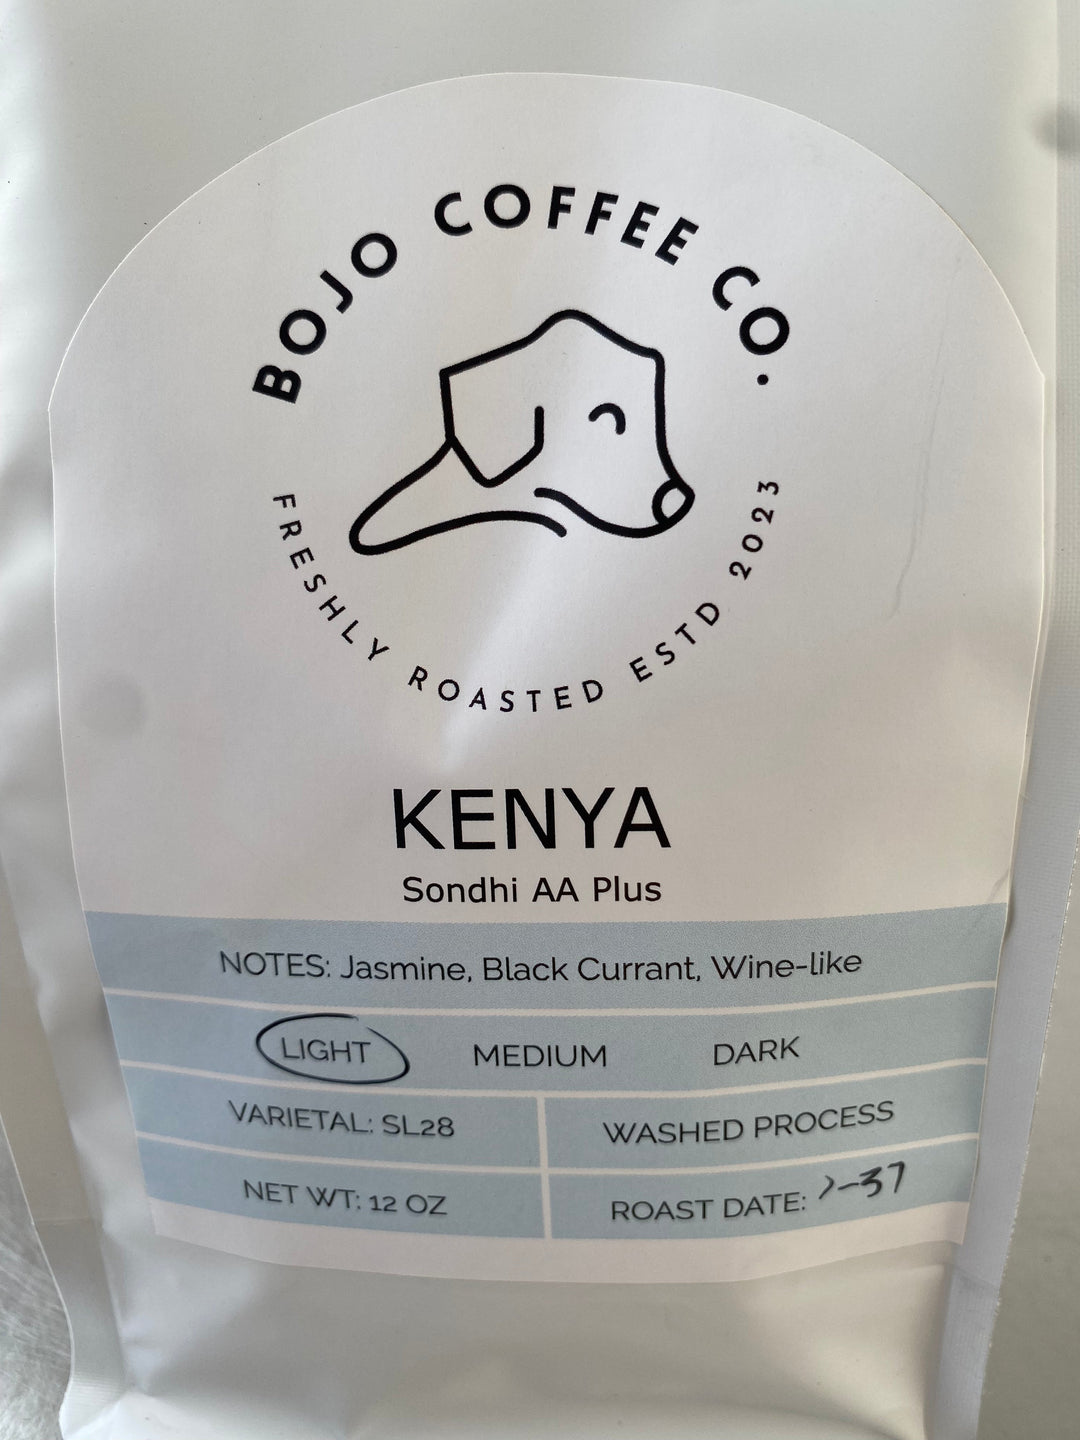 BOJO COFFEE CO.
FRESHLY ROASTED ESTD 2023
KENYA
Sondhi AA Plus
NOTES: Jasmine, Black Currant, Wine-like
LIGHT MEDIUM DARK
VARIETAL: SL28
WASHED PROCESS
NET WT: 12 OZ
ROAST DATE: